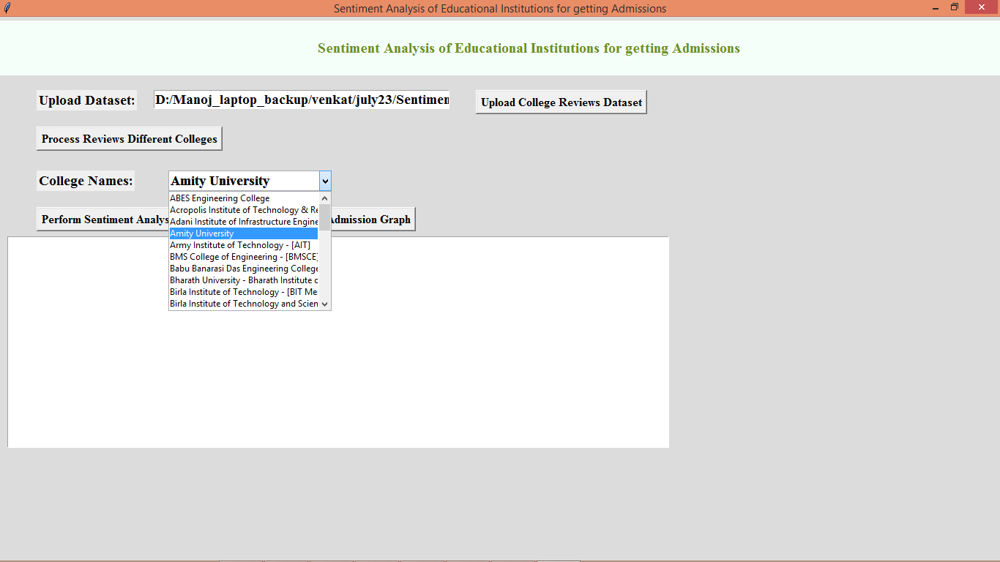 Sentiment Analysis of Educational Institutions for getting Admissions
Sentiment Analysis of Educational Institutions for getting Admissions
Upload Dataset:
D:/Manoj_laptop_backup/venkat/july23/Sentimen
Upload College Reviews Dataset
Process Reviews Different Colleges
College Names:
Amity University
ABES Engineering College
Acropolis Institute of Technology & Re
Adani Institute of Infrastructure Engine
Amity University
Army Institute of Technology - [AIT]
BMS College of Engineering - [BMSCE]
Babu Banarasi Das Engineering College
Bharath University - Bharath Institute o
Birla Institute of Technology - [BIT Me
Birla Institute of Technology and Scien
Perform Sentiment Analys
Admission Graph